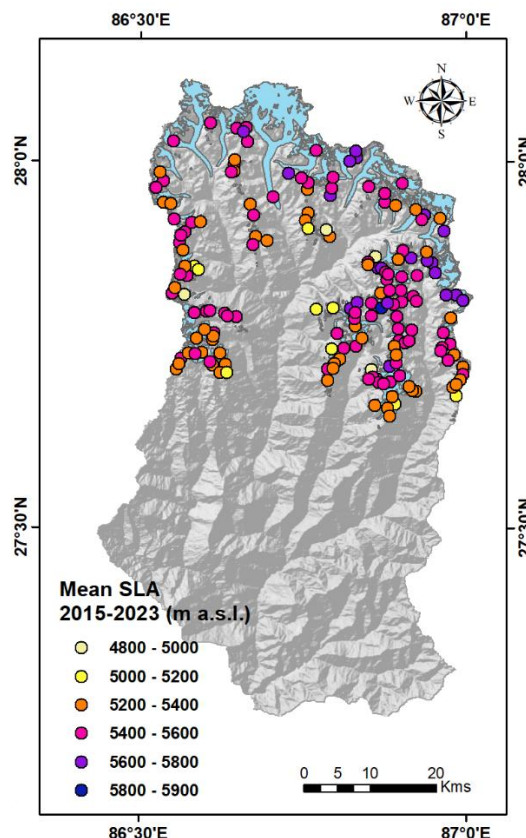 86°30'E 87°0'E
N
W E
S
28°0'N 28°0'N
27°30'N 27°30'N
Mean SLA
2015-2023 (m a.s.l.)
4800 - 5000
5000 - 5200
5200 - 5400
5400 - 5600
5600 - 5800
5800 - 5900
0 5 10 20
Kms
86°30'E 87°0'E